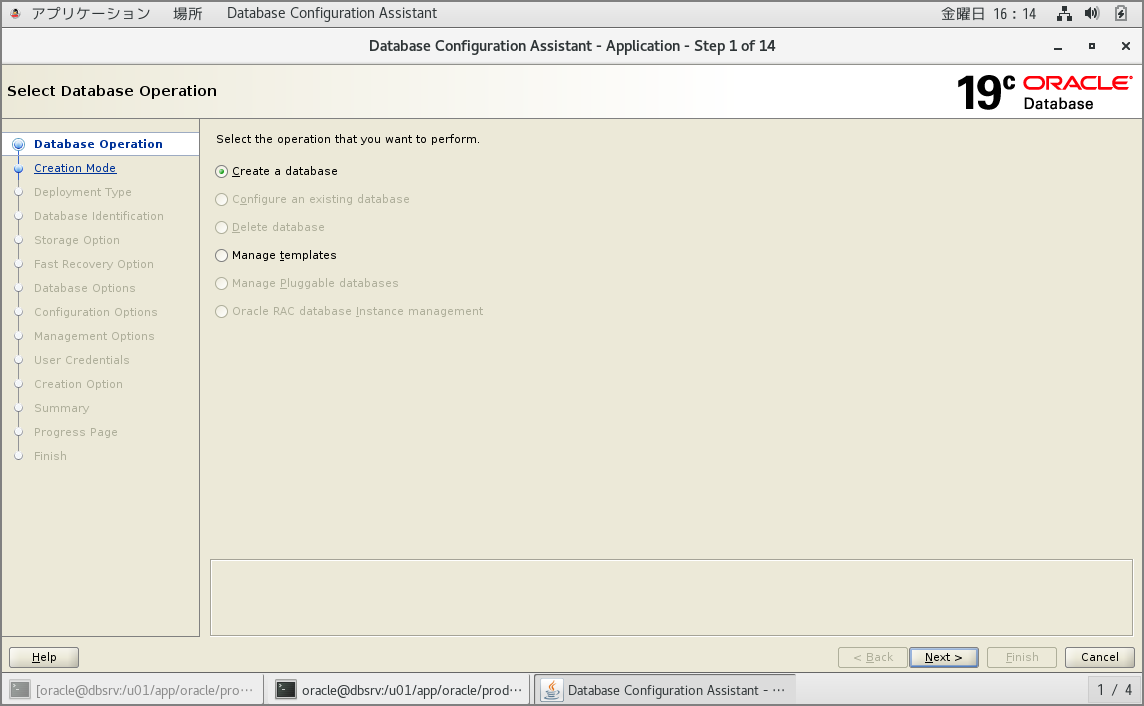 アプリケーション 場所 Database Configuration Assistant 金曜日 16：14
Database Configuration Assistant - Application - Step 1 of 14
Select Database Operation
19c ORACLE
Database
Database Operation
Creation Mode
Deployment Type
Database Identification
Storage Option
Fast Recovery Option
Database Options
Configuration Options
Management Options
User Credentials
Creation Option
Summary
Progress Page
Finish
Select the operation that you want to perform.
Create a database
Configure an existing database
Delete database
Manage templates
Manage Pluggable databases
Oracle RAC database Instance management
Help < Back Next > Finish Cancel
[oracle@dbsrv:/u01/app/oracle/pro··· oracle@dbsrv:/u01/app/oracle/prod··· Database Configuration Assistant - ··· 1 / 4